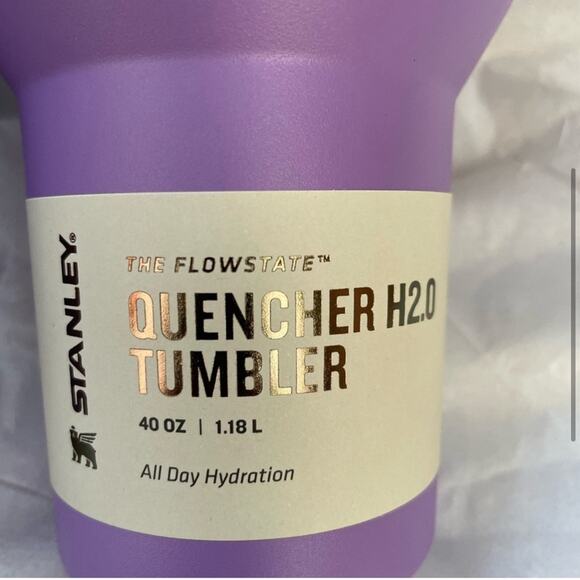 STANLEY®
THE FLOWSTATE™
QUENCHER H2.0
TUMBLER
40 OZ | 1.18 L
All Day Hydration